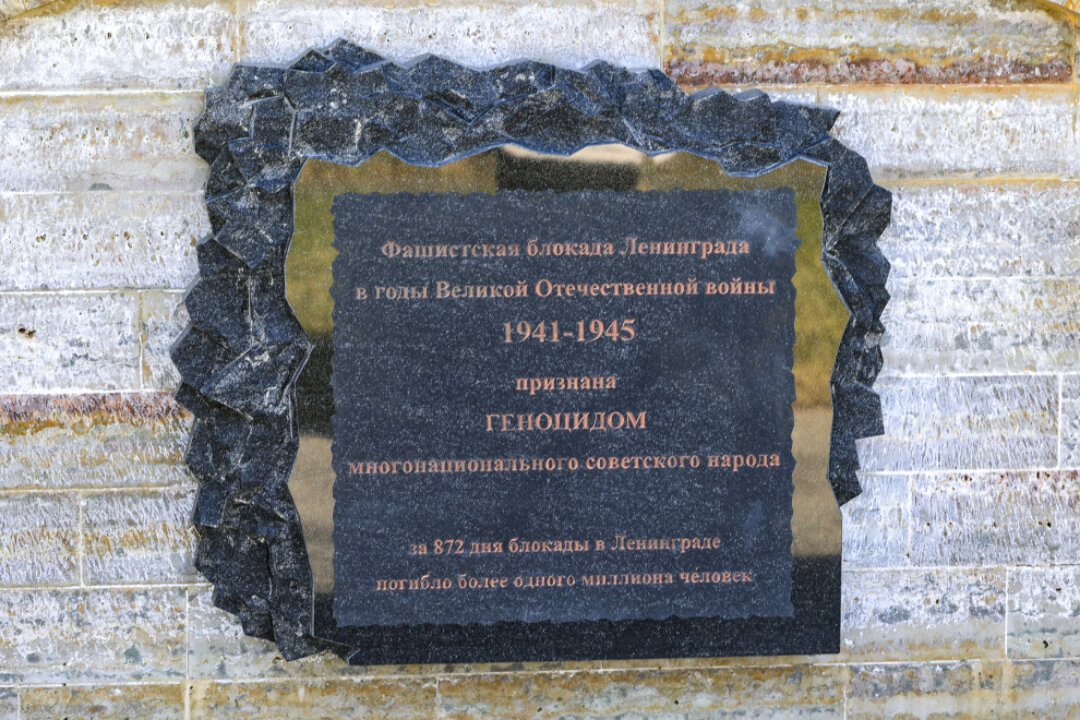 Фашистская блокада Ленинграда
в годы Великой Отечественной войны
1941-1945
признана
ГЕНОЦИДОМ
многонационального советского народа
за 872 дня блокады в Ленинграде
погибло более одного миллиона человек